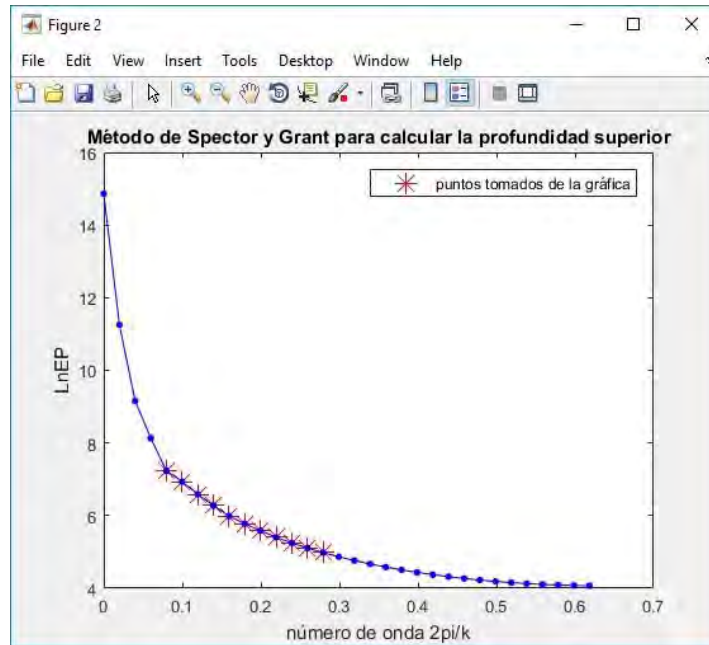 Figure 2
File Edit View Insert Tools Desktop Window Help
Método de Spector y Grant para calcular la profundidad superior
puntos tomados de la gráfica
LnEP
16
14
12
10
8
6
4
0 0.1 0.2 0.3 0.4 0.5 0.6 0.7
número de onda 2pi/k